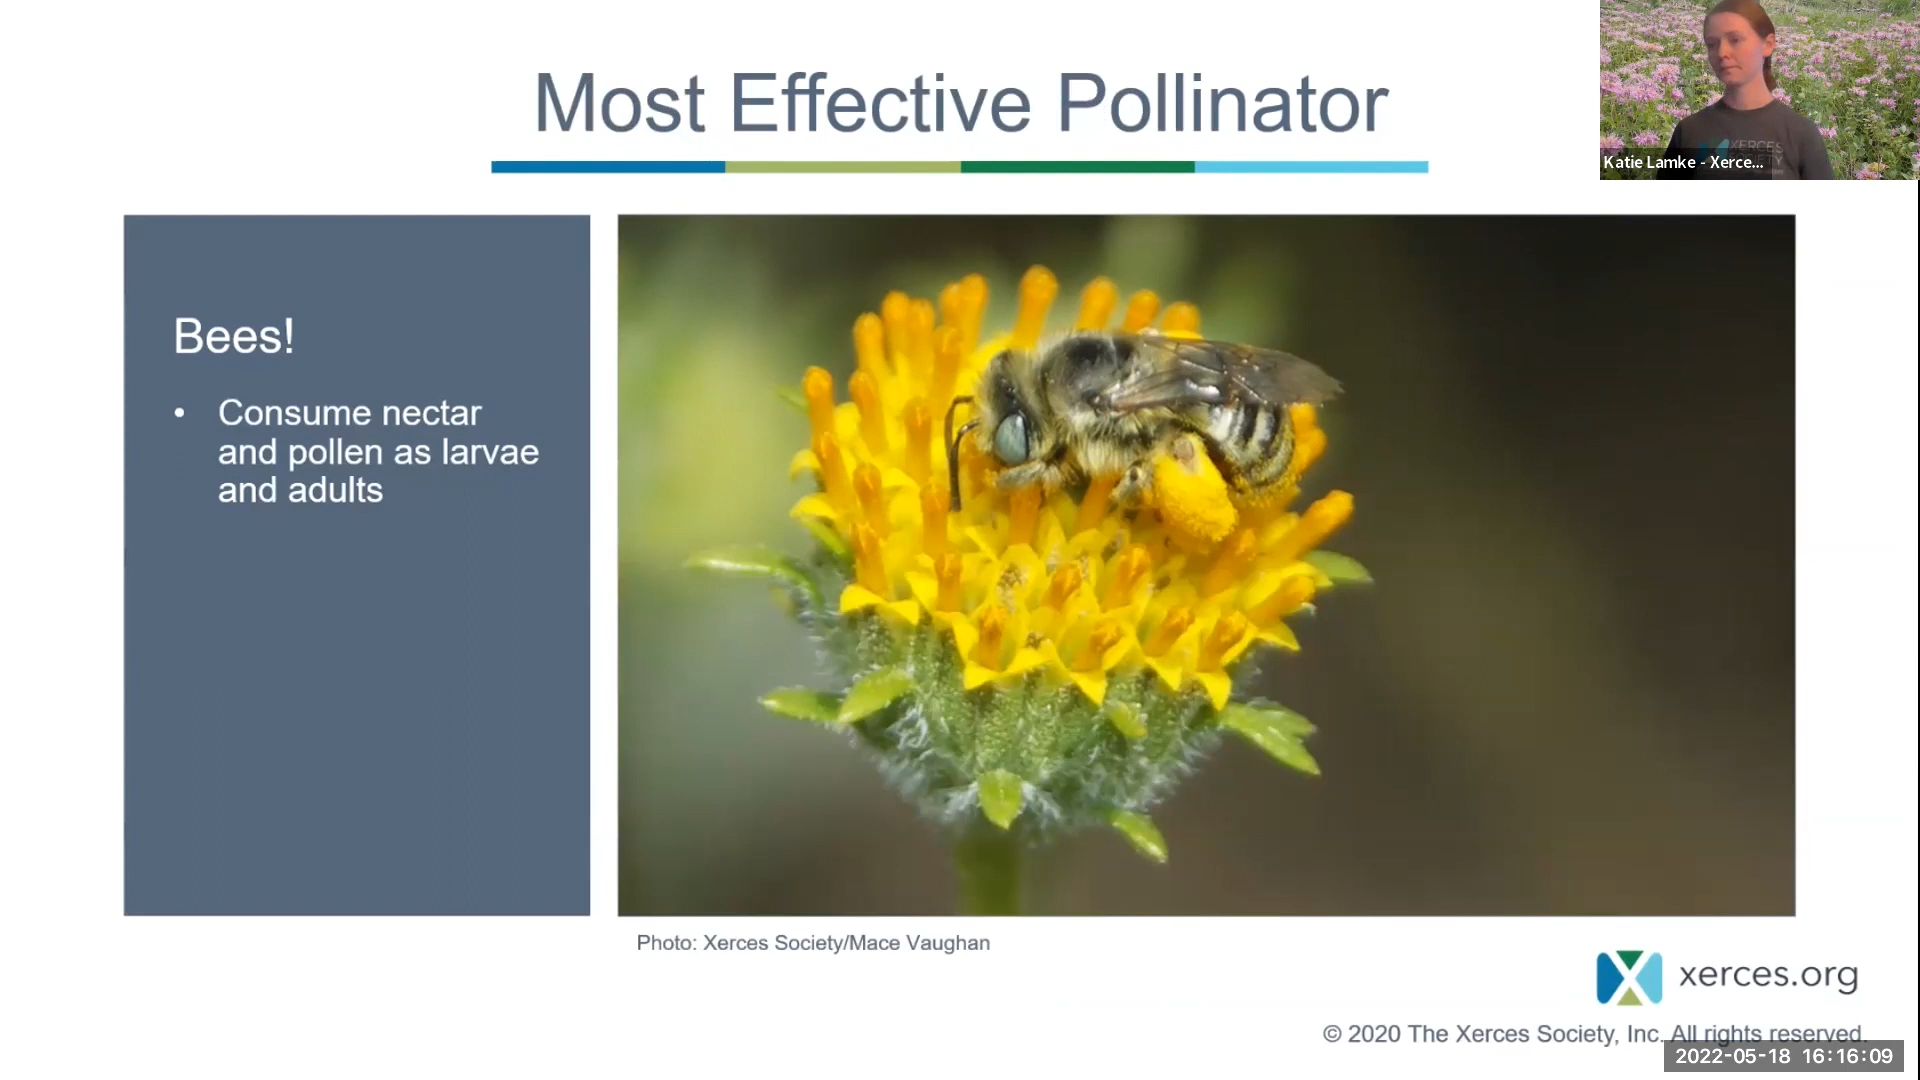 Most Effective Pollinator
Katie Lamke - Xerce...
XERCES
Bees!
• Consume nectar
and pollen as larvae
and adults
Photo: Xerces Society/Mace Vaughan
xerces.org
© 2020 The Xerces Society, Inc. All rights reserved.
2022-05-18 16:16:09